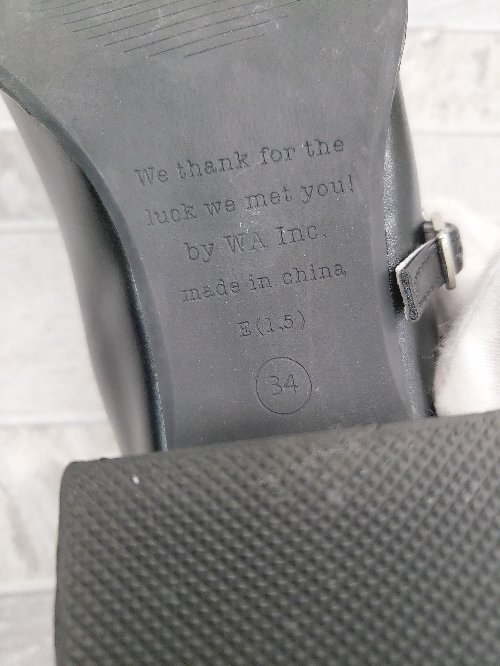 We thank for the
luck we met you!
by WA Inc.
made in china
E(1,5)
34